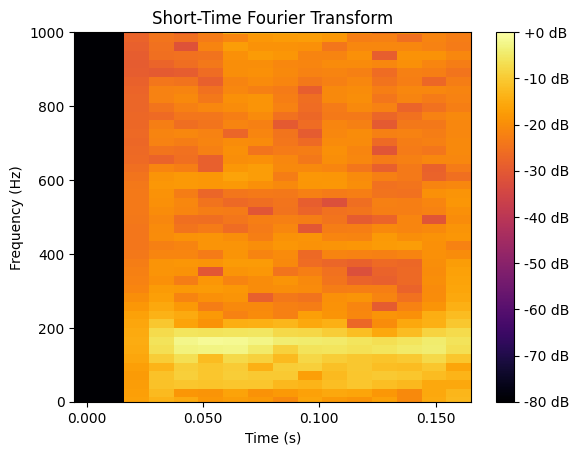 Short-Time Fourier Transform
1000
800
600
400
200
0
Frequency (Hz)
0.000
0.050
0.100
0.150
Time (s)
+0 dB
-10 dB
-20 dB
-30 dB
-40 dB
-50 dB
-60 dB
-70 dB
-80 dB